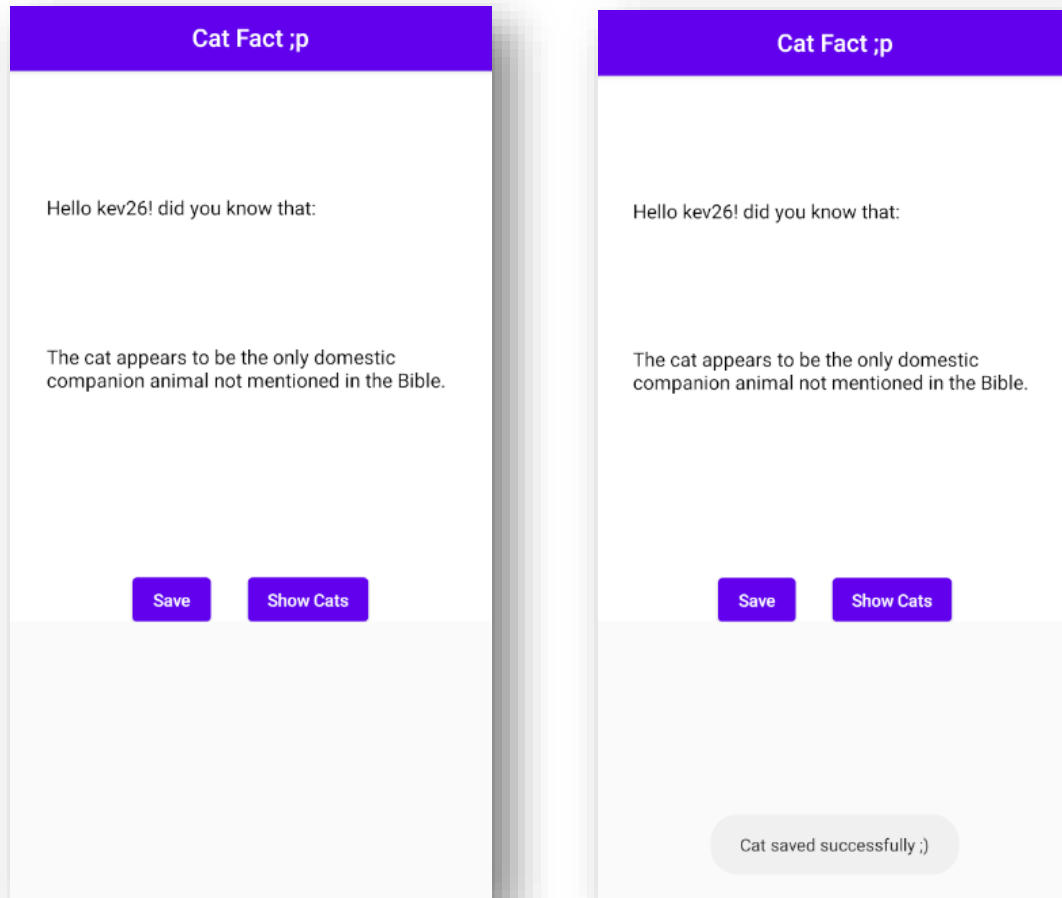 Cat Fact ;p
Hello kev26! did you know that:
The cat appears to be the only domestic
companion animal not mentioned in the Bible.
Save
Show Cats
Cat Fact ;p
Hello kev26! did you know that:
The cat appears to be the only domestic
companion animal not mentioned in the Bible.
Save
Show Cats
Cat saved successfully ;)